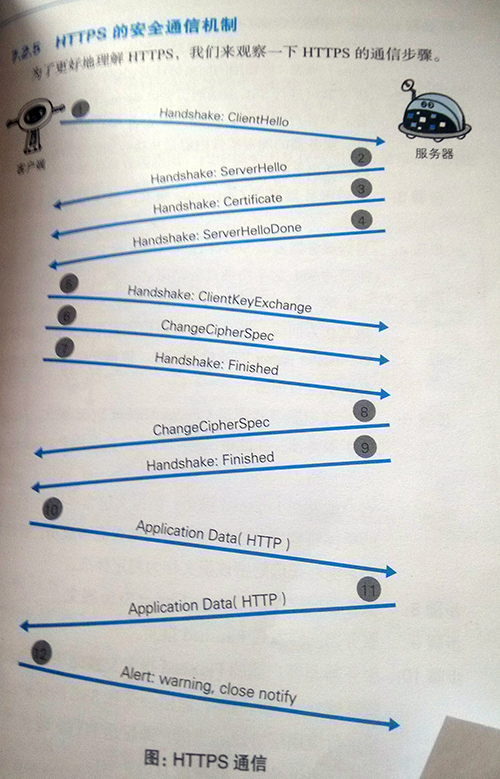 7.2.5 HTTPS 的安全通信机制
为了更好地理解 HTTPS，我们来观察一下 HTTPS 的通信步骤。
1
Handshake: ClientHello
客户端
服务器
2
Handshake: ServerHello
3
Handshake: Certificate
4
Handshake: ServerHelloDone
5
Handshake: ClientKeyExchange
6
ChangeCipherSpec
7
Handshake: Finished
8
ChangeCipherSpec
9
Handshake: Finished
10
Application Data( HTTP )
11
Application Data( HTTP )
12
Alert: warning, close notify
图: HTTPS 通信